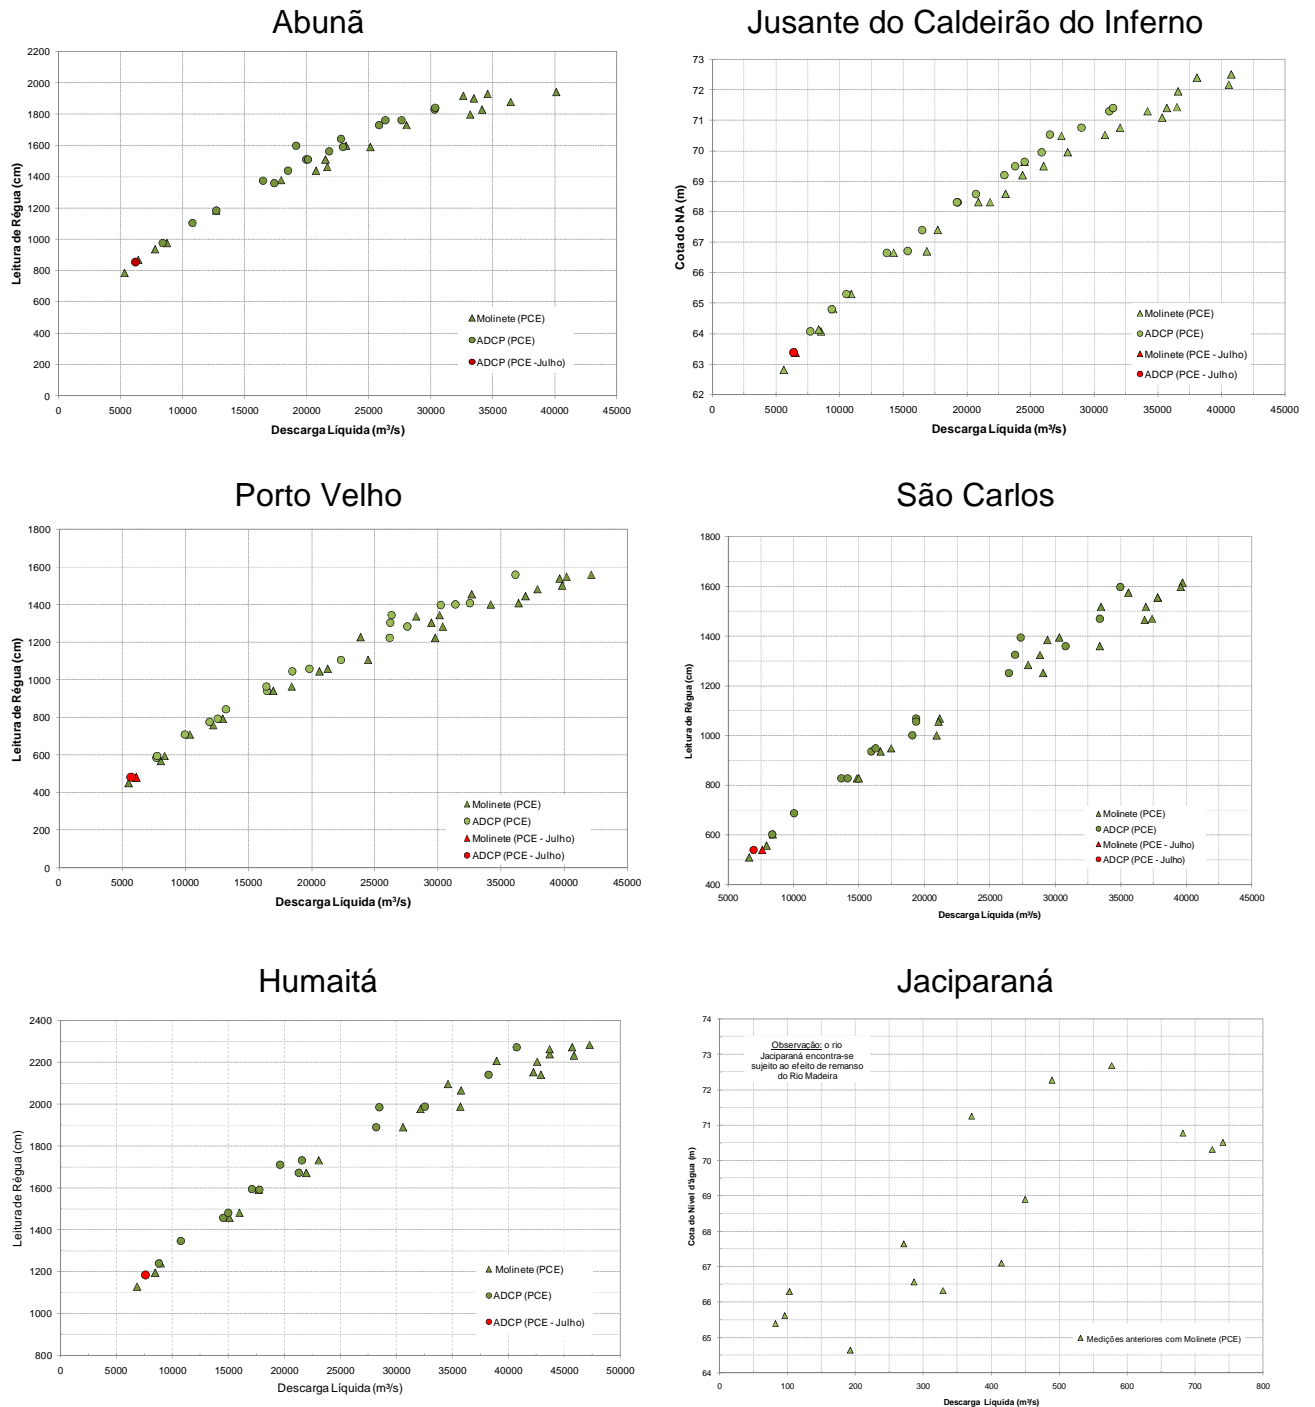 Abunã
2200
2000
1800
1600
1400
1200
1000
800
600
400
200
0
Leitura de Régua (cm)
Molinete (PCE)
ADCP (PCE)
ADCP (PCE -Julho)
0 5000 10000 15000 20000 25000 30000 35000 40000 45000
Descarga Líquida (m³/s)
Jusante do Caldeirão do Inferno
73
72
71
70
69
68
67
66
65
64
63
62
Cota do NA (m)
Molinete (PCE)
ADCP (PCE)
Molinete (PCE - Julho)
ADCP (PCE - Julho)
0 5000 10000 15000 20000 25000 30000 35000 40000 45000
Descarga Líquida (m³/s)
Porto Velho
1800
1600
1400
1200
1000
800
600
400
200
0
Leitura de Régua (cm)
Molinete (PCE)
ADCP (PCE)
Molinete (PCE - Julho)
ADCP (PCE - Julho)
0 5000 10000 15000 20000 25000 30000 35000 40000 45000
Descarga Líquida (m³/s)
São Carlos
1800
1600
1400
1200
1000
800
600
400
Leitura de Régua (cm)
Molinete (PCE)
ADCP (PCE)
Molinete (PCE - Julho)
ADCP (PCE - Julho)
5000 10000 15000 20000 25000 30000 35000 40000 45000
Descarga Líquida (m³/s)
Humaitá
2400
2200
2000
1800
1600
1400
1200
1000
800
Leitura de Régua (cm)
Molinete (PCE)
ADCP (PCE)
ADCP (PCE - Julho)
0 5000 10000 15000 20000 25000 30000 35000 40000 45000 50000
Descarga Líquida (m³/s)
Jaciparaná
74
73
72
71
70
69
68
67
66
65
64
Cota do Nível d'água (m)
Observação: o rio
Jaciparaná encontra-se
sujeito ao efeito de remanso
do Rio Madeira
Medições anteriores com Molinete (PCE)
0 100 200 300 400 500 600 700 800
Descarga Líquida (m³/s)